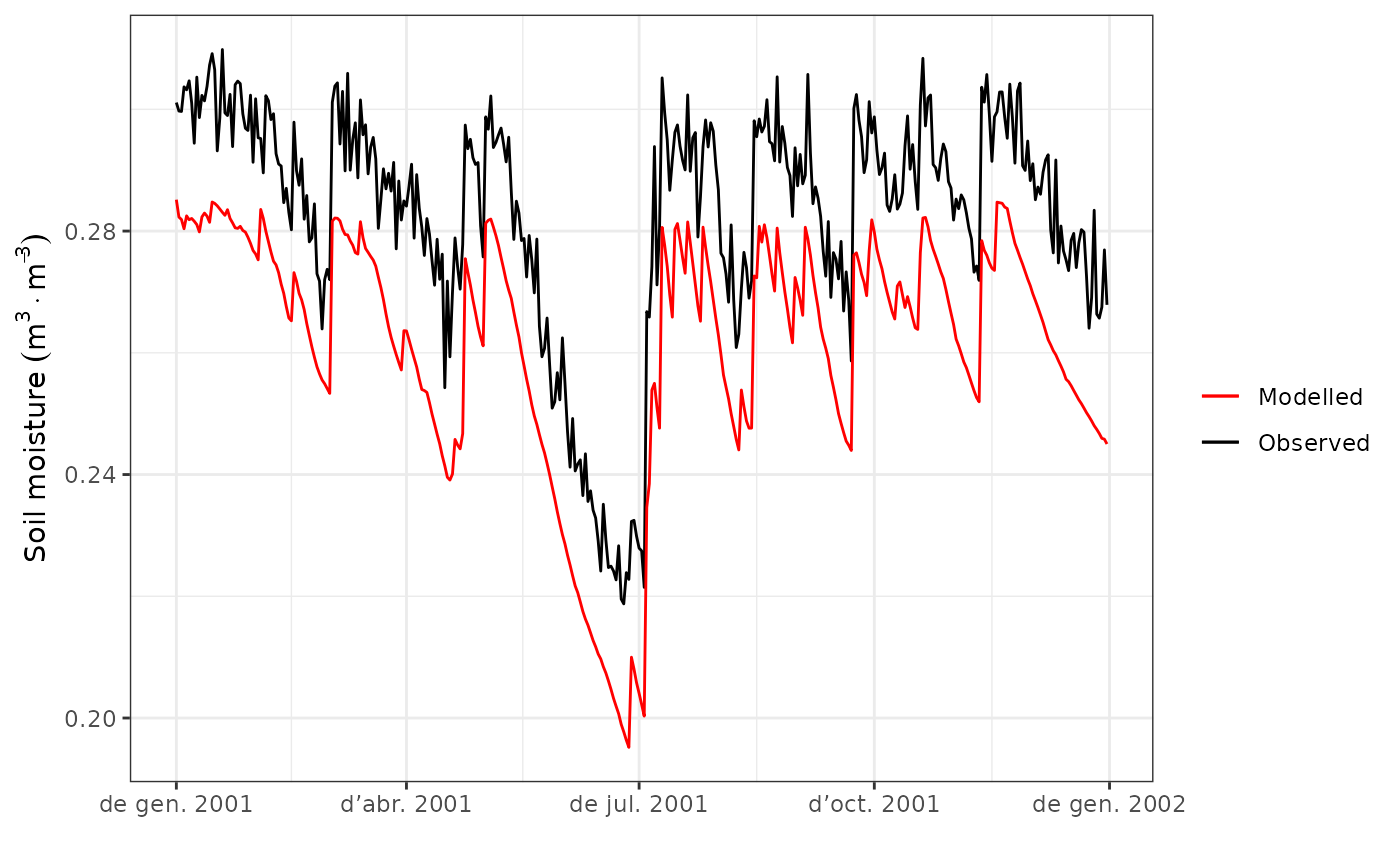 Soil moisture (m³ · m⁻³)
0.28
0.24
0.20
de gen. 2001
d’abr. 2001
de jul. 2001
d’oct. 2001
de gen. 2002
Modelled
Observed